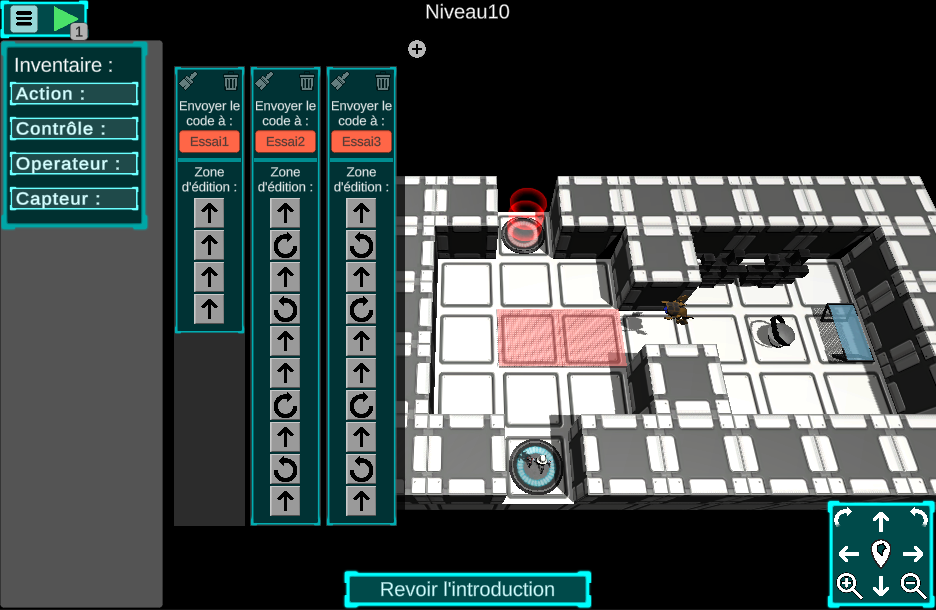 Niveau10
1
Inventaire :
Action :
Contrôle :
Operateur :
Capteur :
Envoyer le
code à :
Essai1
Zone
d'édition :
Envoyer le
code à :
Essai2
Zone
d'édition :
Envoyer le
code à :
Essai3
Zone
d'édition :
Revoir l'introduction